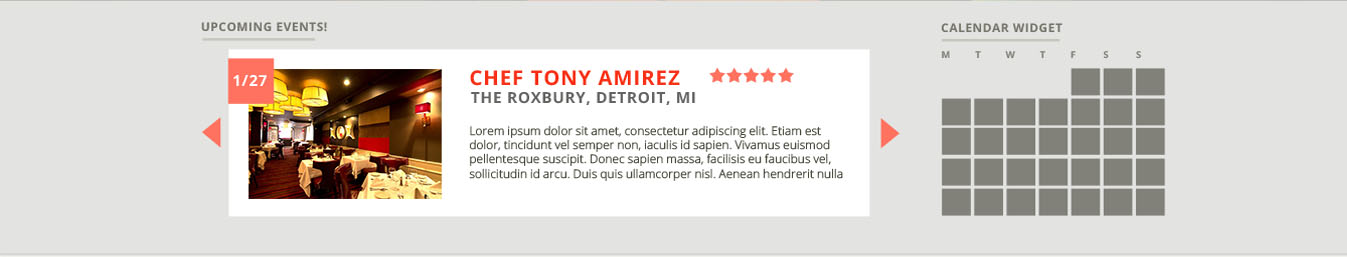 UPCOMING EVENTS!
1/27
CHEF TONY AMIREZ
THE ROXBURY, DETROIT, MI
Lorem ipsum dolor sit amet, consectetur adipiscing elit. Etiam est
dolor, tincidunt vel semper non, iaculis id sapien. Vivamus euismod
pellentesque suscipit. Donec sapien massa, facilisis eu faucibus vel,
sollicitudin id arcu. Duis quis ullamcorper nisl. Aenean hendrerit nulla
CALENDAR WIDGET
M T W T F S S